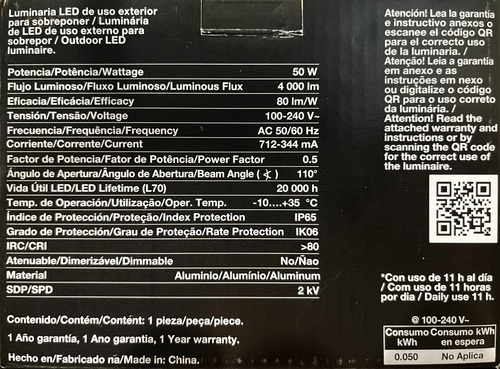 Luminaria LED de uso exterior
para sobreponer / Luminária
de LED de uso externo para
sobrepor / Outdoor LED
luminaire.
Potencia/Potência/Wattage 50 W
Flujo Luminoso/Fluxo Luminoso/Luminous Flux 4 000 lm
Eficacia/Eficácia/Efficacy 80 lm/W
Tensión/Tensão/Voltage 100-240 V~
Frecuencia/Frequência/Frequency AC 50/60 Hz
Corriente/Corrente/Current 712-344 mA
Factor de Potencia/Fator de Potência/Power Factor 0.5
Ángulo de Apertura/Ângulo de Abertura/Beam Angle ( ) 110°
Vida Útil LED/LED Lifetime (L70) 20 000 h
Temp. de Operación/Utilização/Oper. Temp. -10....+35 °C
Índice de Protección/Proteção/Index Protection IP65
Grado de Protección/Grau de Proteção/Rate Protection IK06
IRC/CRI >80
Atenuable/Dimerizável/Dimmable No/Ñao
Material Aluminio/Alumínio/Aluminum
SDP/SPD 2 kV
Contenido/Contém/Contént: 1 pieza/peça/piece.
1 Año garantía, 1 Ano garantia, 1 Year warranty.
Hecho en/Fabricado na/Made in: China.
Atención! Lea la garantía
e instructivo anexos o
escanee el código QR
para el correcto uso
de la luminaria. /
Atenção! Leia a garantía
em anexo e as
instruções em nexo
ou digitalize o código
QR para o uso correto
da luminária. /
Attention! Read the
attached warranty and
instructions or by
scanning the QR code
for the correct use of
the luminaire.
*Con uso de 11 h al día
/ Com uso de 11 horas
por dia / Daily use 11 h.
@ 100-240 V~
Consumo kWh Consumo kWh en espera
0.050 No Aplica